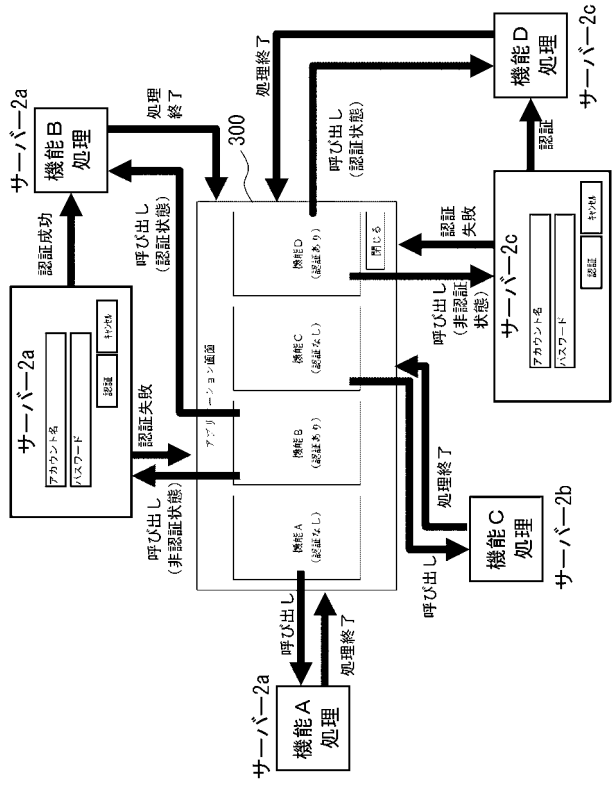 サーバー2a
アカウント名
パスワード
認証
キャンセル
認証成功
サーバー2a
機能B
処理
呼び出し
(非認証状態)
認証失敗
呼び出し
(認証状態)
処理
終了
300
サーバー2a
機能A
処理
呼び出し
処理終了
アプリケーション画面
機能A
(認証なし)
機能B
(認証あり)
機能C
(認証なし)
機能D
(認証あり)
閉じる
処理終了
呼び出し
(認証状態)
機能D
処理
サーバー2c
呼び出し
処理終了
機能C
処理
サーバー2b
呼び出し
(非認証
状態)
認証
失敗
サーバー2c
アカウント名
パスワード
認証
キャンセル
認証